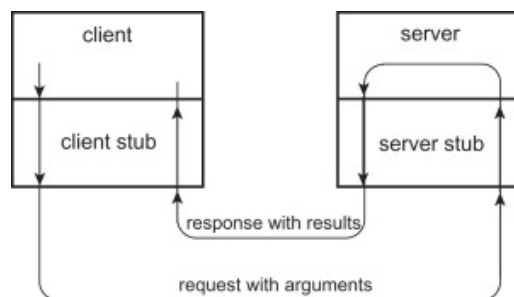 client
server
client stub
server stub
response with results
request with arguments